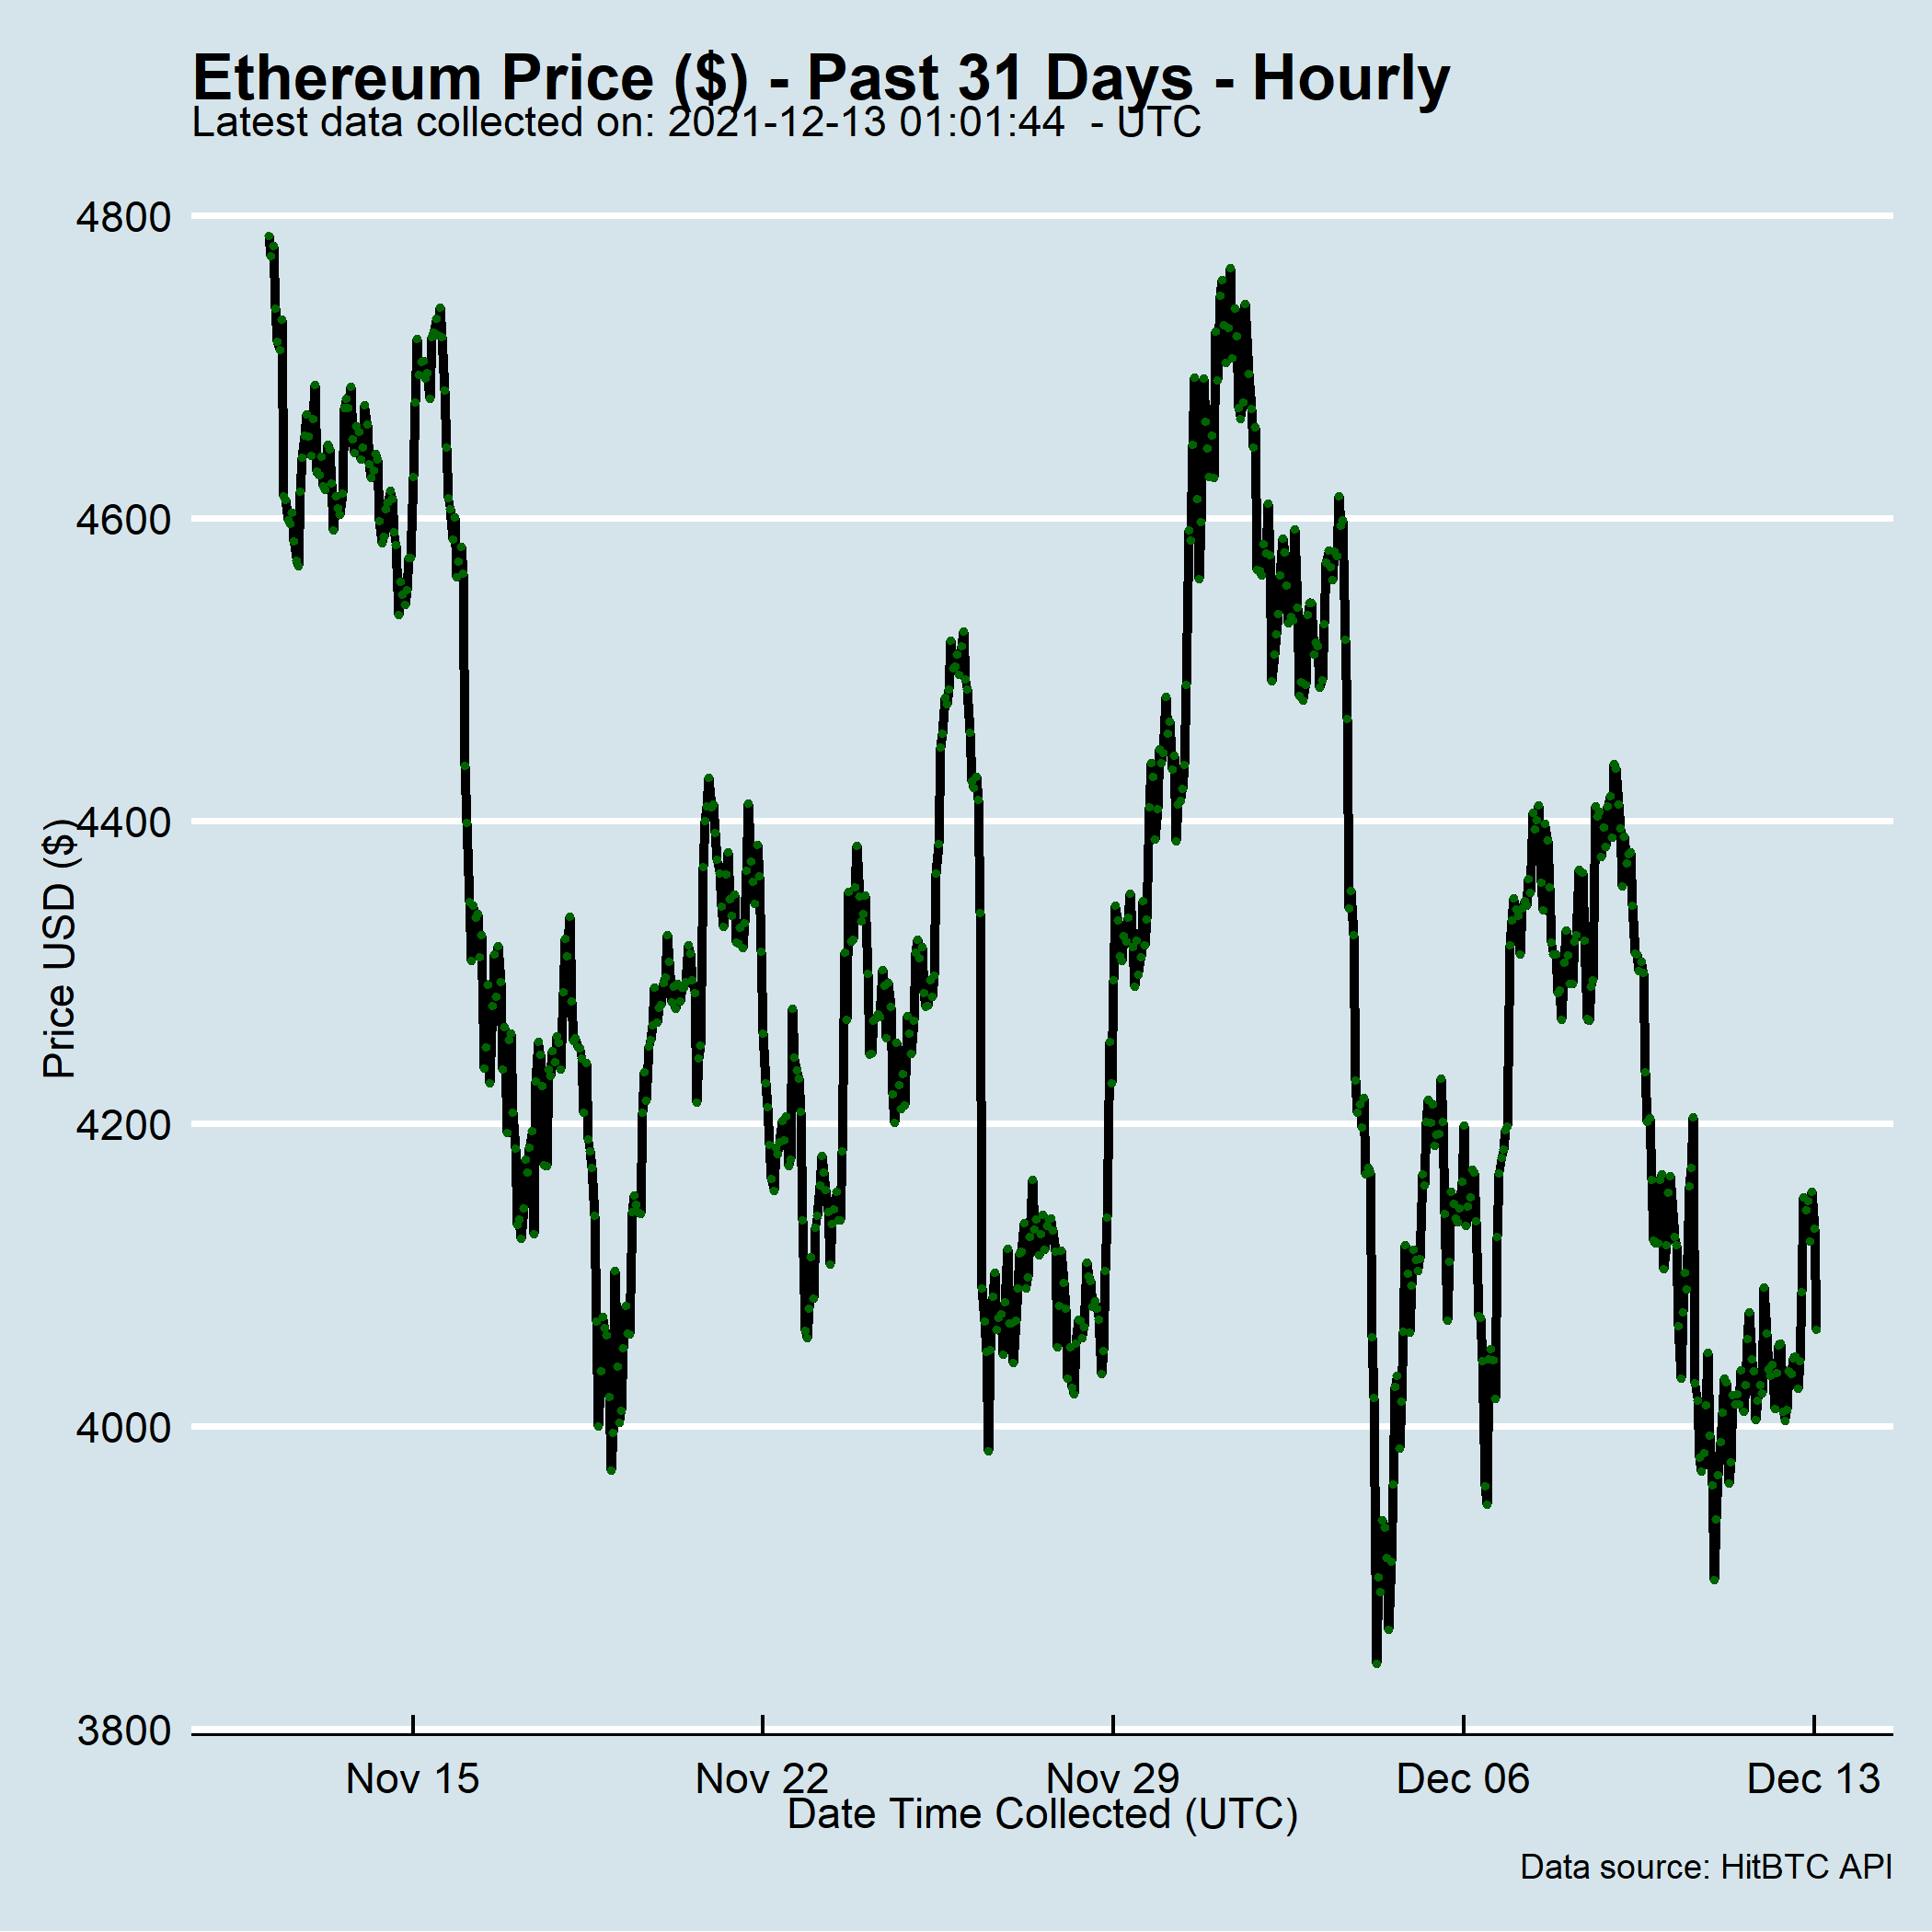 Ethereum Price ($) - Past 31 Days - Hourly
Latest data collected on: 2021-12-13 01:01:44  - UTC
4800
4600
4400
4200
4000
3800
Price USD ($)
Nov 15
Nov 22
Nov 29
Dec 06
Dec 13
Date Time Collected (UTC)
Data source: HitBTC API